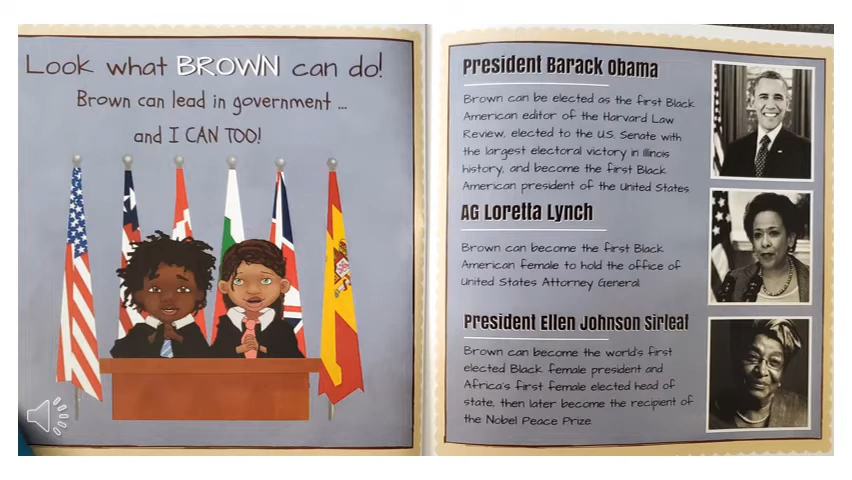 Look what BROWN can do!
Brown can lead in government ...
and I CAN TOO!
President Barack Obama
Brown can be elected as the first Black
American editor of the Harvard Law
Review, elected to the U.S. Senate with
the largest electoral victory in Illinois
history, and become the first Black
American president of the United States
AG Loretta Lynch
Brown can become the first Black
American female to hold the office of
United States Attorney General
President Ellen Johnson Sirleaf
Brown can become the world's first
elected Black female president and
Africa's first female elected head of
state, then later become the recipient of
the Nobel Peace Prize